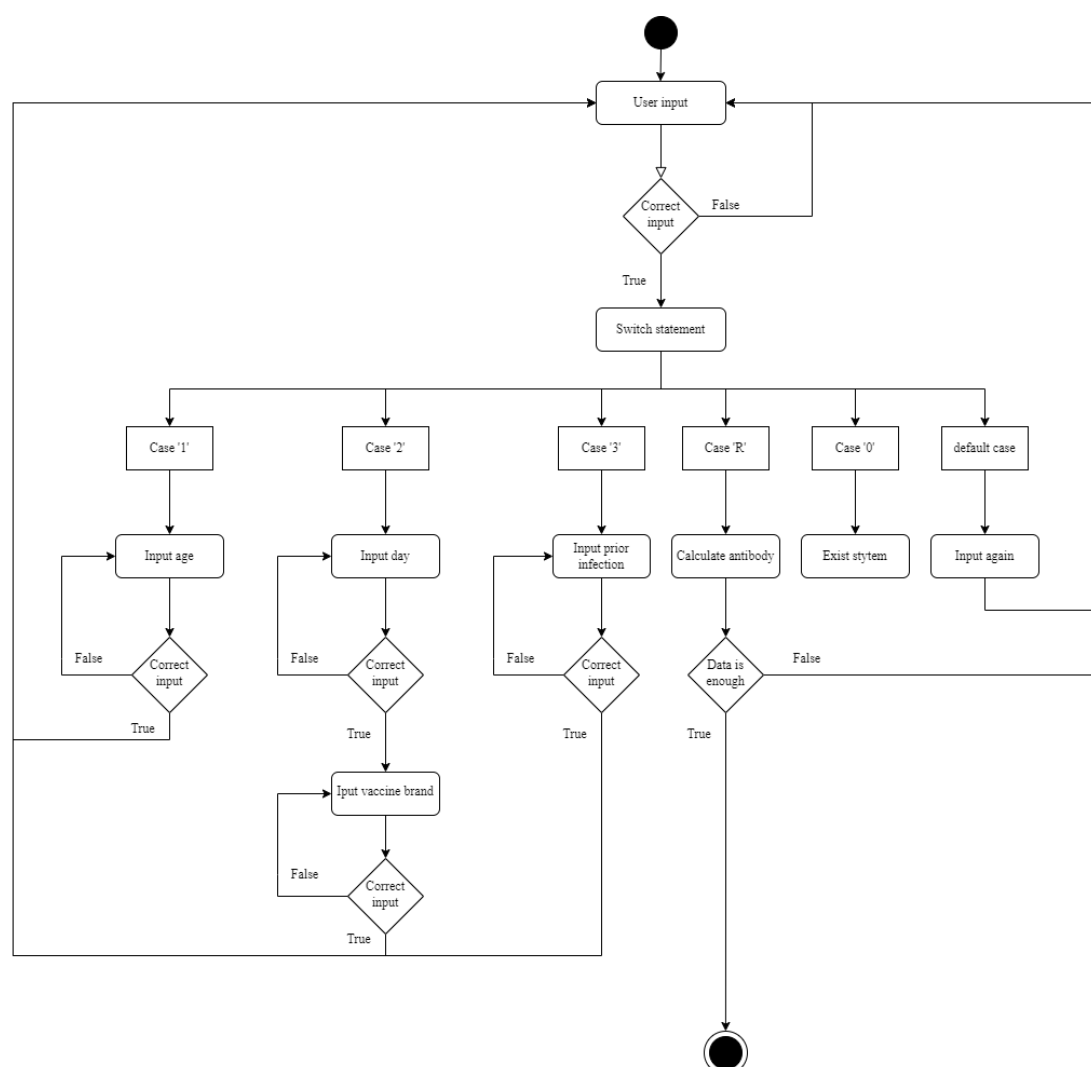 User input
Correct
input
False
True
Switch statement
Case '1'
Case '2'
Case '3'
Case 'R'
Case '0'
default case
Input age
Input day
Input prior
infection
Calculate antibody
Exist stytem
Input again
False
Correct
input
False
Correct
input
False
Correct
input
Data is
enough
False
True
True
True
True
Iput vaccine brand
False
Correct
input
True